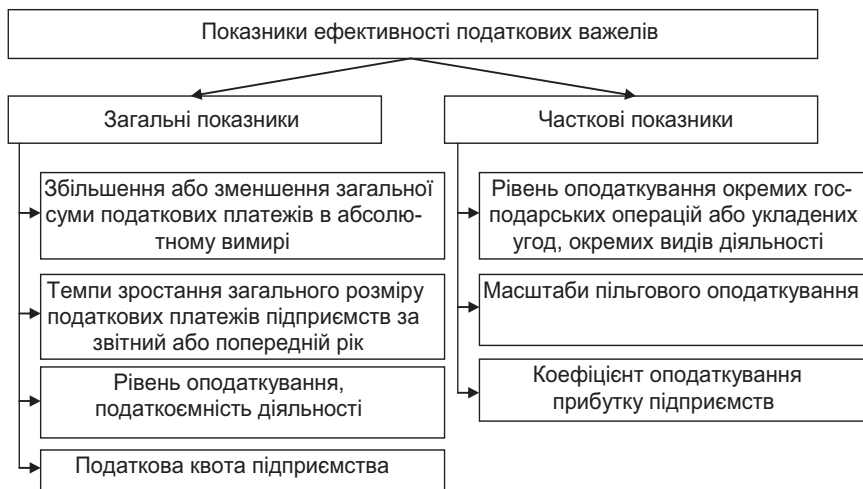 Показники ефективності податкових важелів
Загальні показники
Збільшення або зменшення загальної
суми податкових платежів в абсолю-
тному вимірі
Темпи зростання загального розміру
податкових платежів підприємств за
звітний або попередній рік
Рівень оподаткування,
податкоємність діяльності
Податкова квота підприємства
Часткові показники
Рівень оподаткування окремих гос-
подарських операцій або укладених
угод, окремих видів діяльності
Масштаби пільгового оподаткування
Коефіцієнт оподаткування
прибутку підприємств